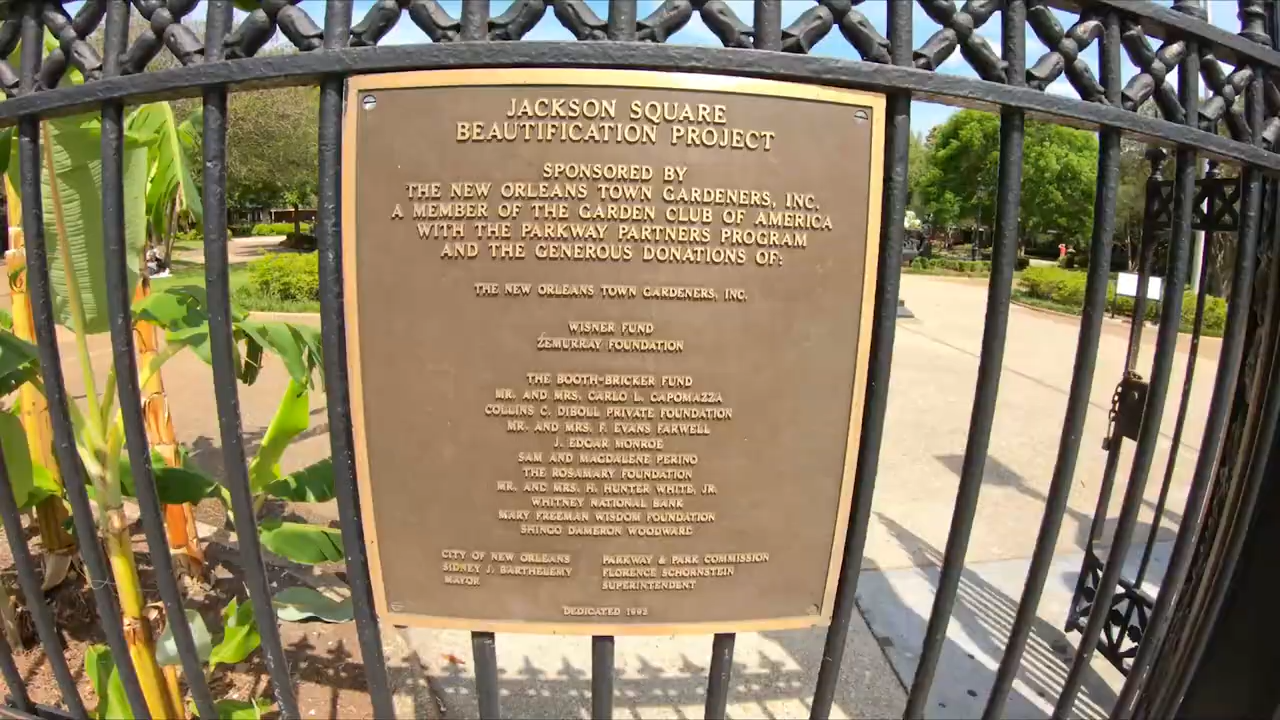 JACKSON SQUARE
BEAUTIFICATION PROJECT
SPONSORED BY
THE NEW ORLEANS TOWN GARDENERS, INC.
A MEMBER OF THE GARDEN CLUB OF AMERICA
WITH THE PARKWAY PARTNERS PROGRAM
AND THE GENEROUS DONATIONS OF:
THE NEW ORLEANS TOWN GARDENERS, INC.
WISNER FUND
ZEMURRAY FOUNDATION
THE BOOTH-BRICKER FUND
MR. AND MRS. CARLO L. CAPOMAZZA
COLLINS C. DIBOLL PRIVATE FOUNDATION
MR. AND MRS. F. EVANS FARWELL
J. EDGAR MONROE
SAM AND MAGDALENE PERINO
THE ROSAMARY FOUNDATION
MR. AND MRS. H. HUNTER WHITE, JR.
WHITNEY NATIONAL BANK
MARY FREEMAN WISDOM FOUNDATION
SHINGO DAMERON WOODWARD
CITY OF NEW ORLEANS
SIDNEY J. BARTHELEMY
MAYOR
PARKWAY & PARK COMMISSION
FLORENCE SCHORNSTEIN
SUPERINTENDENT
DEDICATED